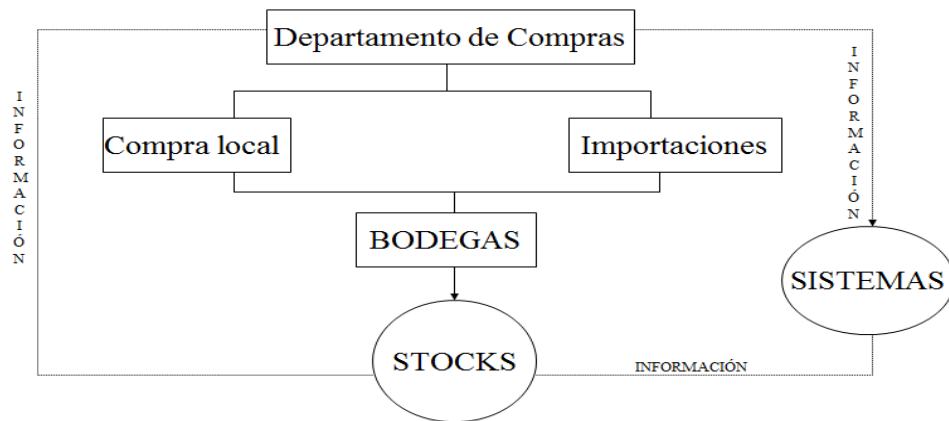 Departamento de Compras
INFORMACIÓN
INFORMACIÓN
Compra local
Importaciones
BODEGAS
SISTEMAS
STOCKS
INFORMACIÓN